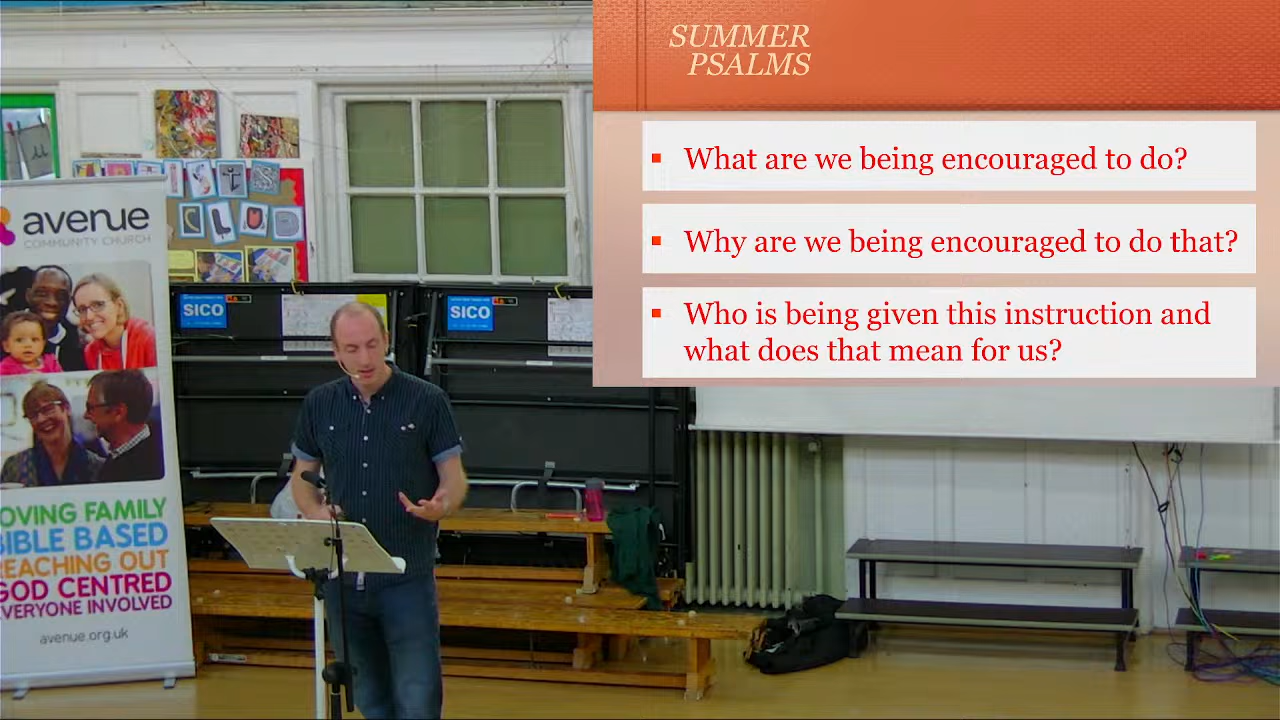 SUMMER
PSALMS
What are we being encouraged to do?
Why are we being encouraged to do that?
Who is being given this instruction and
what does that mean for us?
avenue
COMMUNITY CHURCH
SICO
SICO
OVING FAMILY
BIBLE BASED
REACHING OUT
GOD CENTRED
VERYONE INVOLVED
avenue.org.uk